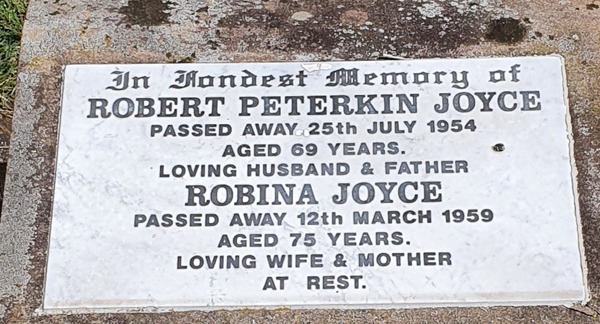 In Fondest Memory of
ROBERT PETERKIN JOYCE
PASSED AWAY 25th JULY 1954
AGED 69 YEARS.
LOVING HUSBAND & FATHER
ROBINA JOYCE
PASSED AWAY 12th MARCH 1959
AGED 75 YEARS.
LOVING WIFE & MOTHER
AT REST.